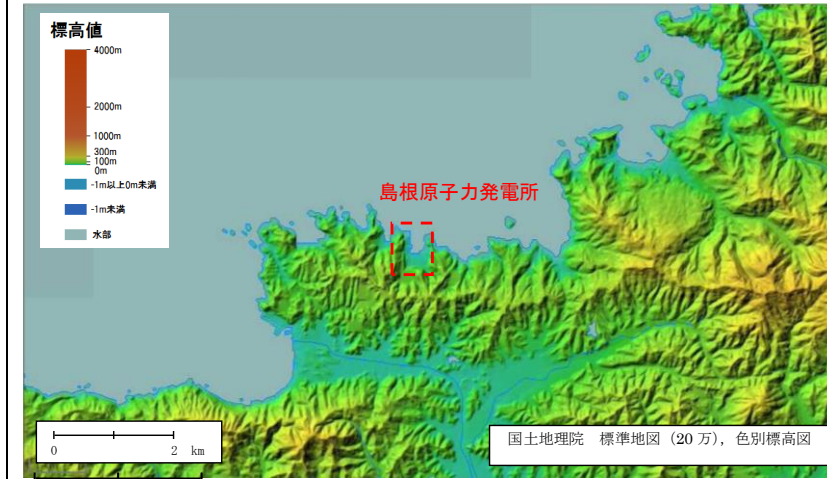 標高値
4000m
2000m
1000m
300m
100m
0m
-1m以上0m未満
-1m未満
水部
島根原子力発電所
0 2 km
国土地理院 標準地図（20 万），色別標高図